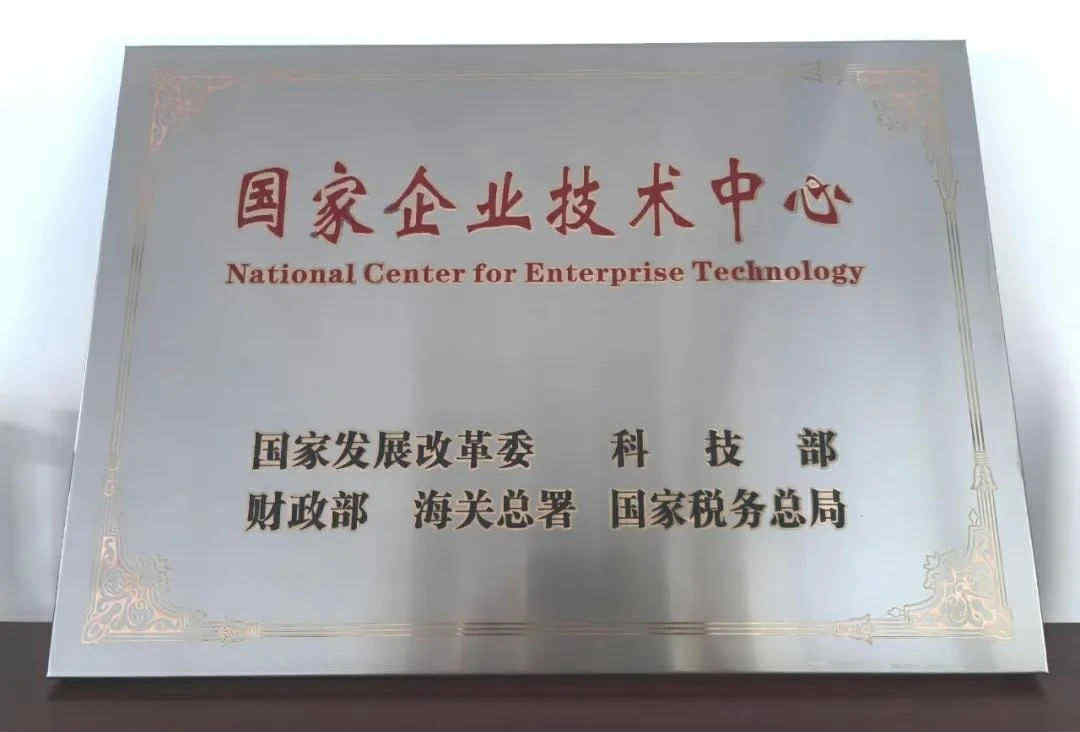 国家企业技术中心
National Center for Enterprise Technology
国家发展改革委 科技部
财政部 海关总署 国家税务总局